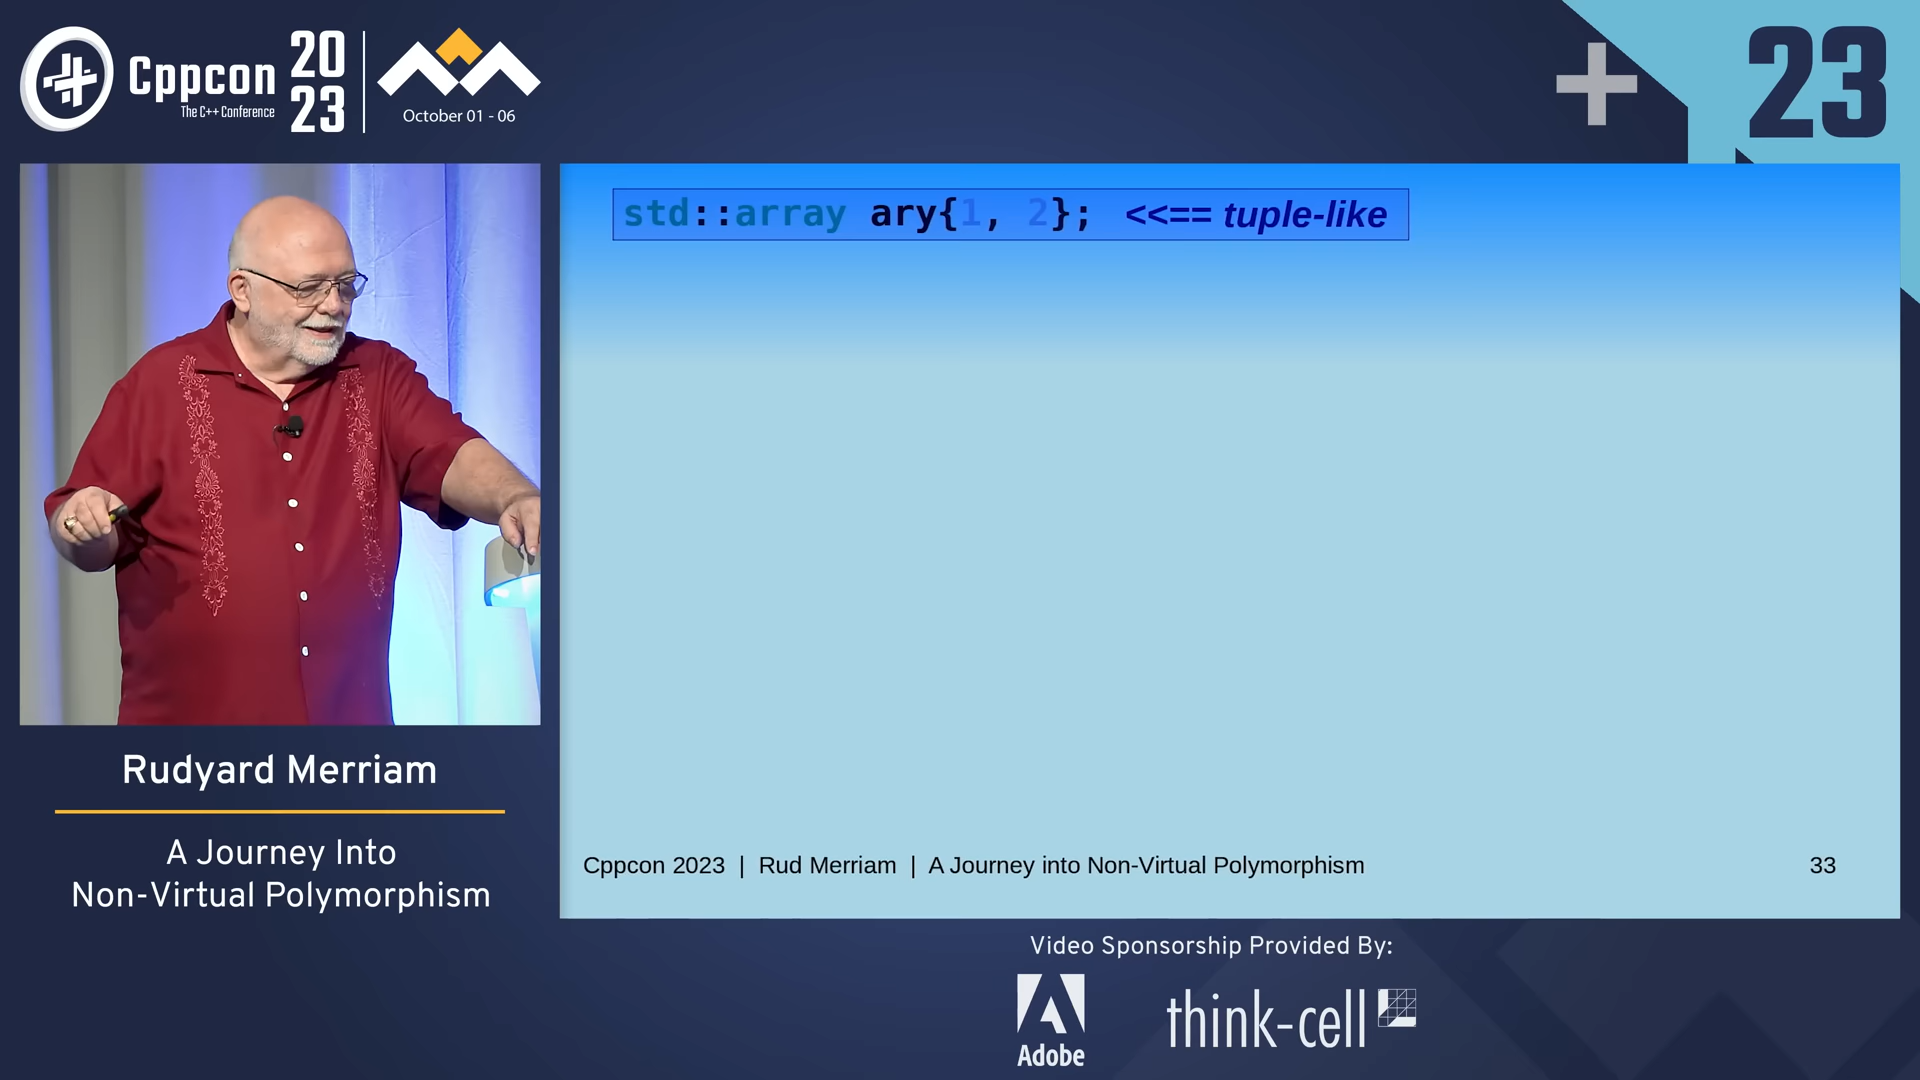 Cppcon
The C++ Conference
20
23
October 01 - 06
+ 23
std::array ary{1, 2}; <<== tuple-like
Rudyard Merriam
A Journey Into
Non-Virtual Polymorphism
Cppcon 2023 | Rud Merriam | A Journey into Non-Virtual Polymorphism 33
Video Sponsorship Provided By:
Adobe
think-cell